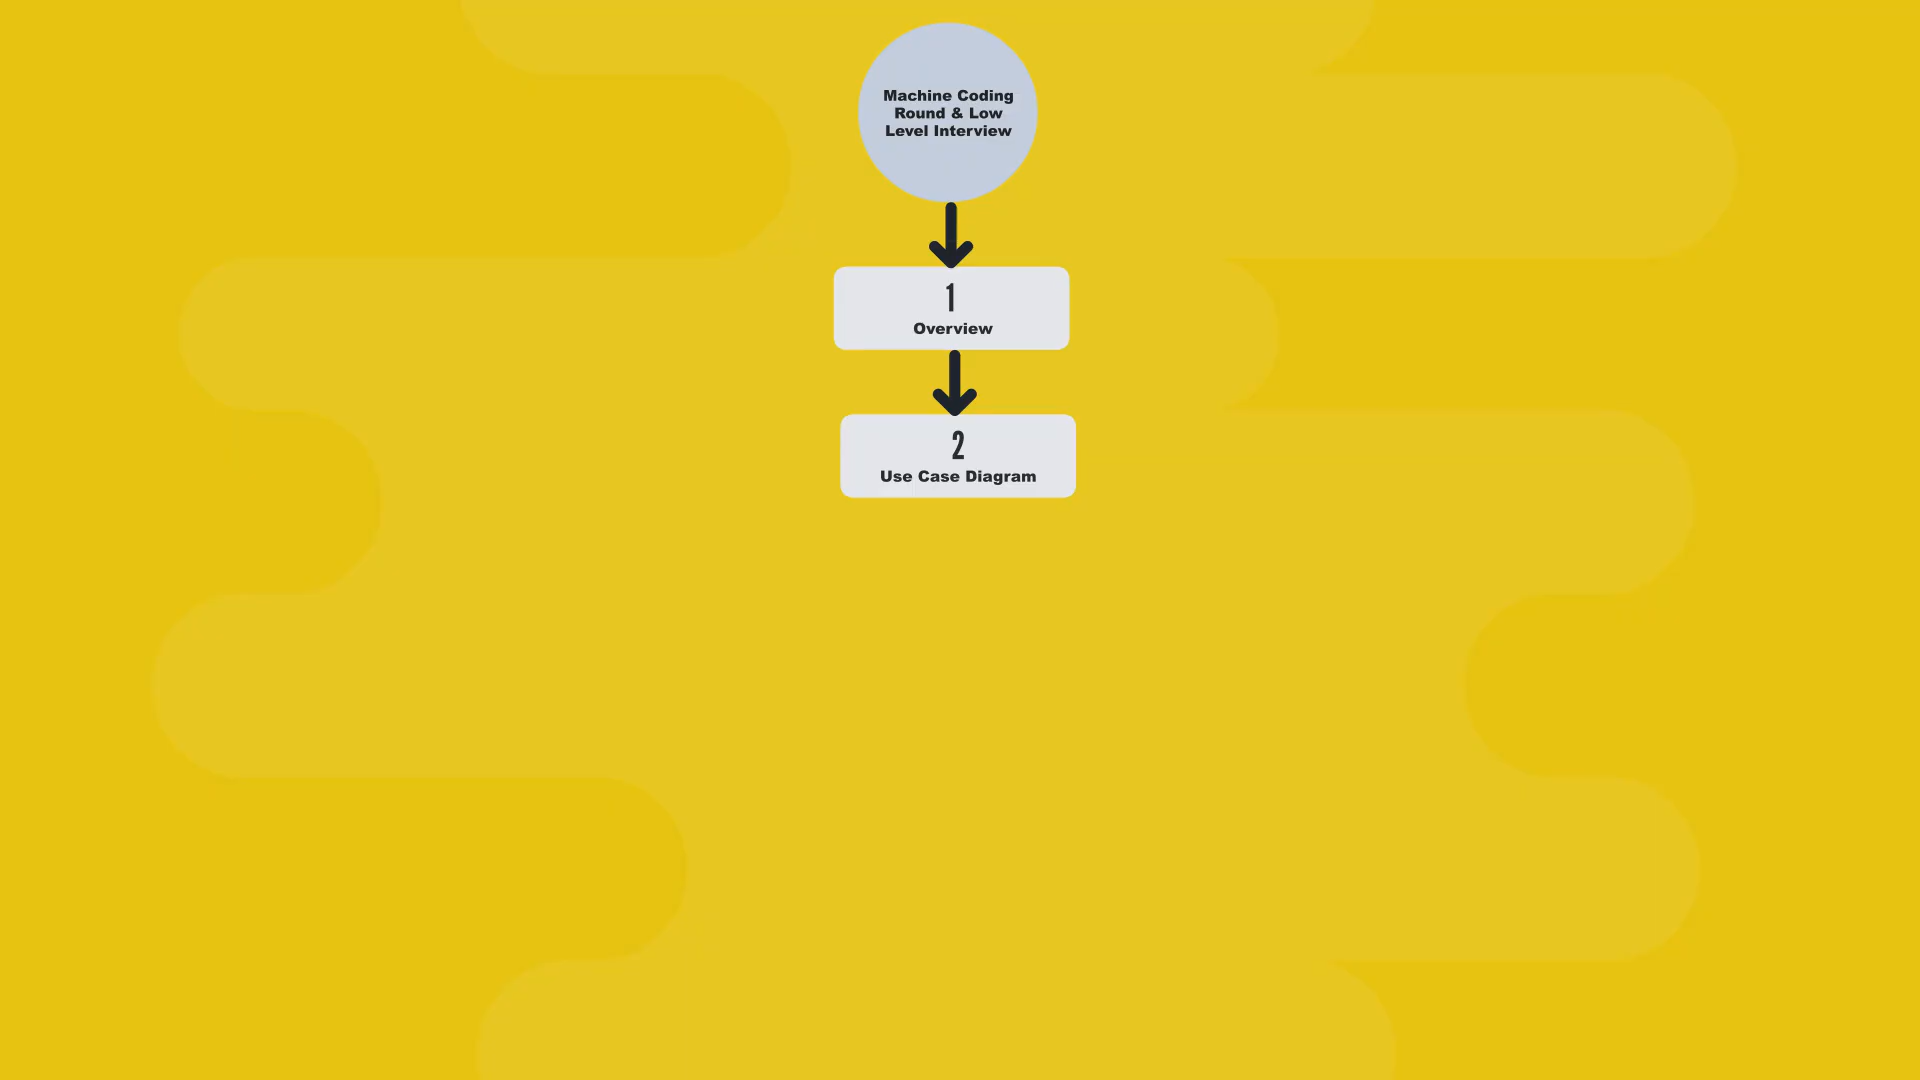 Machine Coding
Round & Low
Level Interview
1
Overview
2
Use Case Diagram